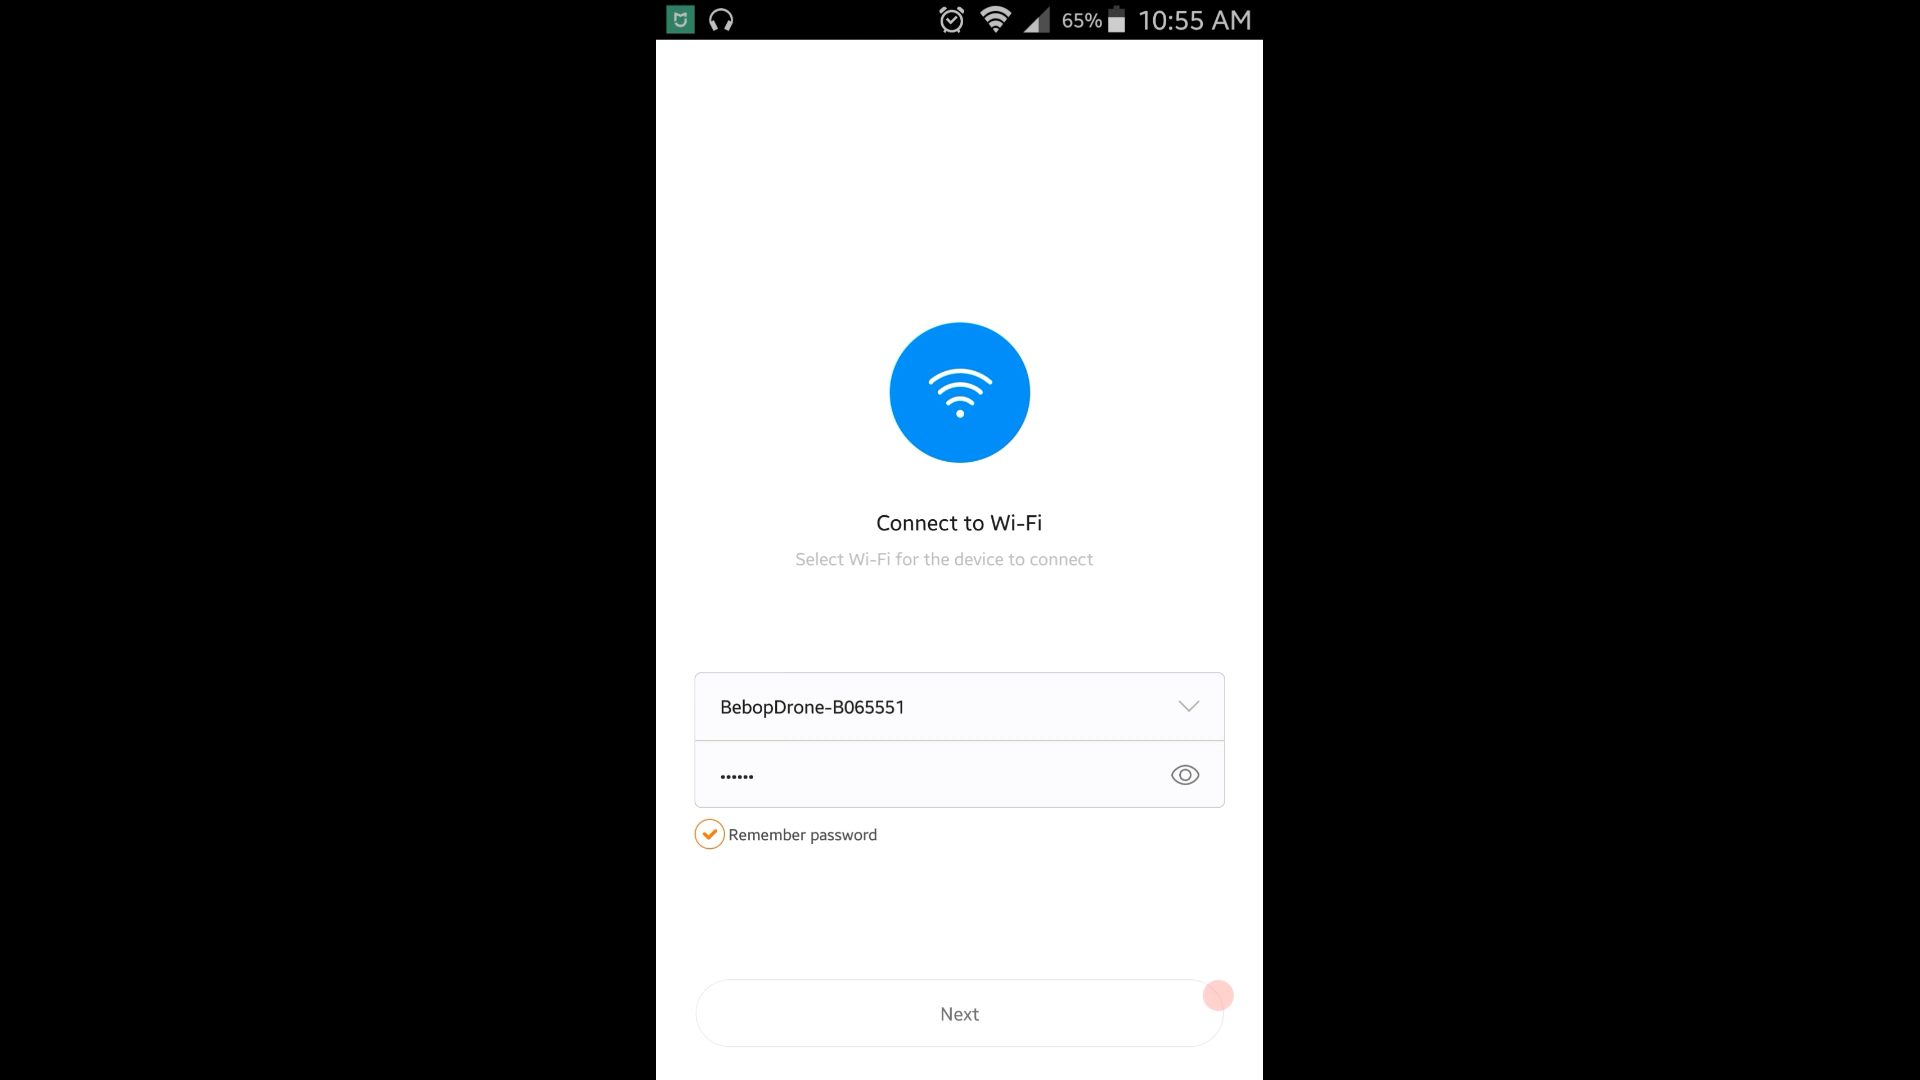 65% 10:55 AM
Connect to Wi-Fi
Select Wi-Fi for the device to connect
BebopDrone-B065551
••••••
Remember password
Next